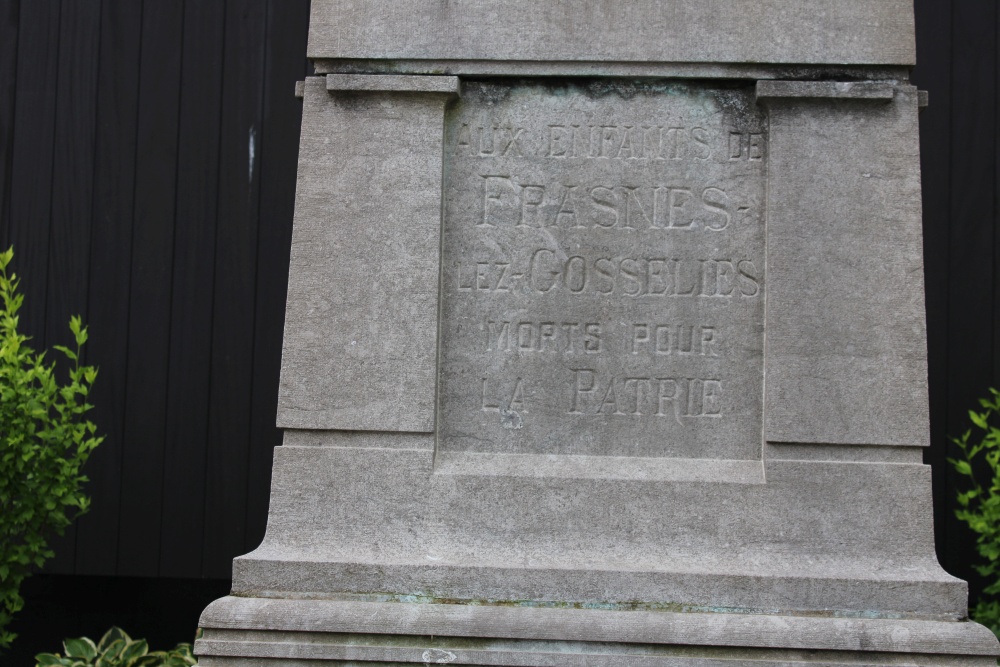 AUX ENFANTS DE
FRASNES-
LEZ-GOSSELIES
MORTS POUR
LA PATRIE